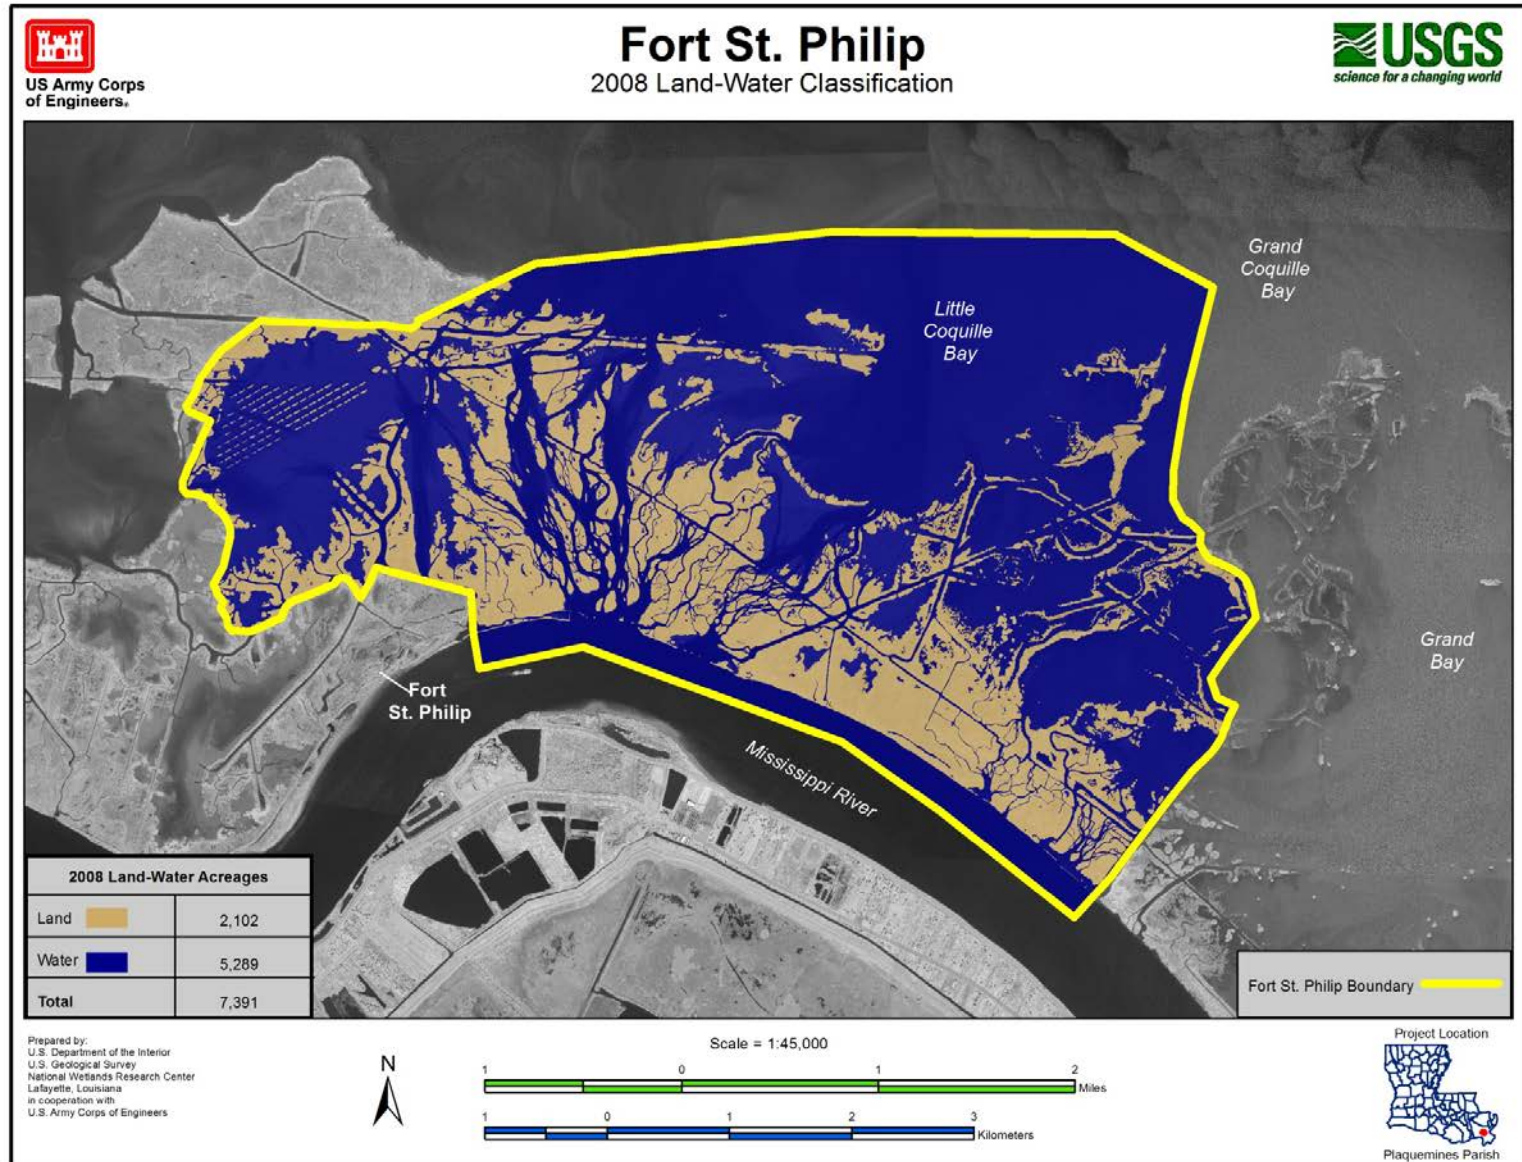 US Army Corps
of Engineers®
Fort St. Philip
2008 Land-Water Classification
USGS
science for a changing world
Grand
Coquille
Bay
Little
Coquille
Bay
Grand
Bay
Fort
St. Philip
Mississippi River
2008 Land-Water Acreages
Land 2,102
Water 5,289
Total 7,391
Fort St. Philip Boundary
Prepared by:
U.S. Department of the Interior
U.S. Geological Survey
National Wetlands Research Center
Lafayette, Louisiana
in cooperation with
U.S. Army Corps of Engineers
N
Scale = 1:45,000
1 0 1 2
Miles
1 0 1 2 3
Kilometers
Project Location
Plaquemines Parish